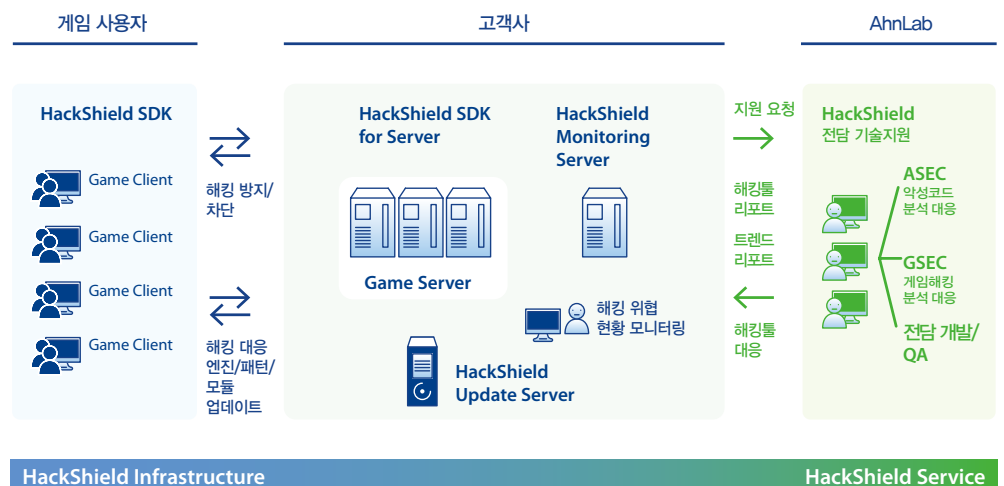 게임 사용자
고객사
AhnLab
HackShield SDK
Game Client
Game Client
Game Client
Game Client
해킹 방지/
차단
해킹 대응
엔진/패턴/
모듈
업데이트
HackShield SDK
for Server
Game Server
HackShield
Monitoring
Server
해킹 위협
현황 모니터링
HackShield
Update Server
지원 요청
해킹툴
리포트
트렌드
리포트
해킹툴
대응
HackShield
전담 기술지원
ASEC
악성코드
분석 대응
GSEC
게임해킹
분석 대응
전담 개발/
QA
HackShield Infrastructure
HackShield Service